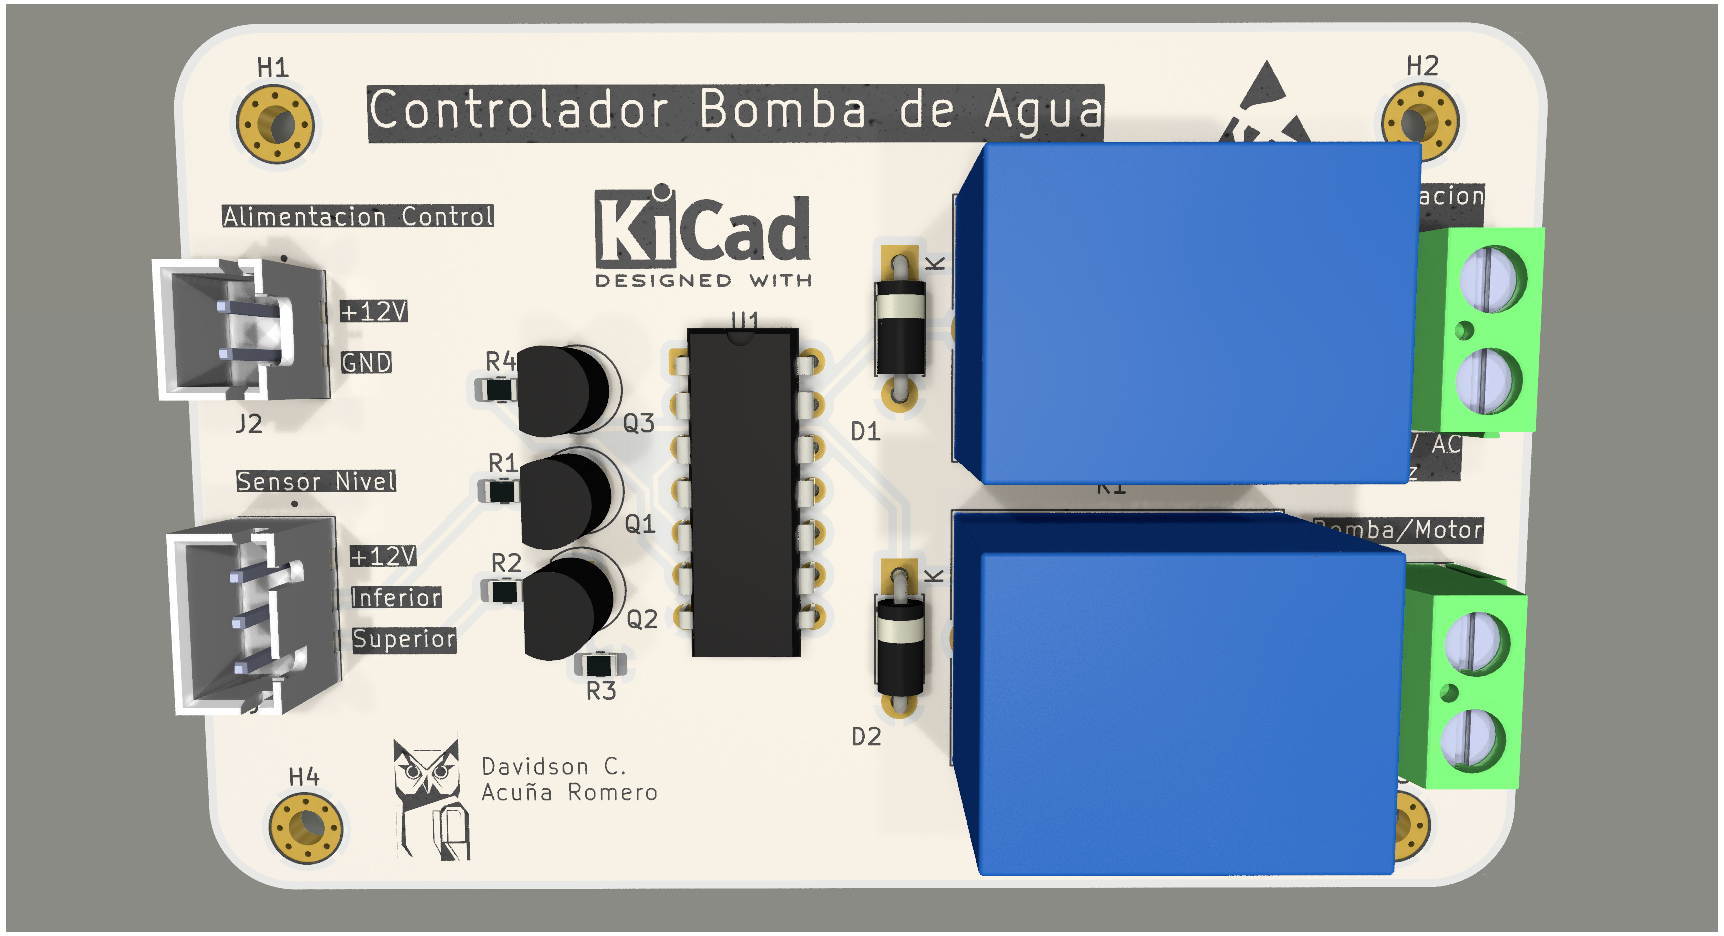 H1
H2
Controlador Bomba de Agua
Alimentacion Control
KiCad
DESIGNED WITH
acion
K
+12V
U1
GND
R4
J2
Q3
D1
AC
R1
Sensor Nivel
K1
Q1
Bomba/Motor
+12V
R2
K
Inferior
Q2
Superior
R3
D2
H4
Davidson C.
Acuña Romero